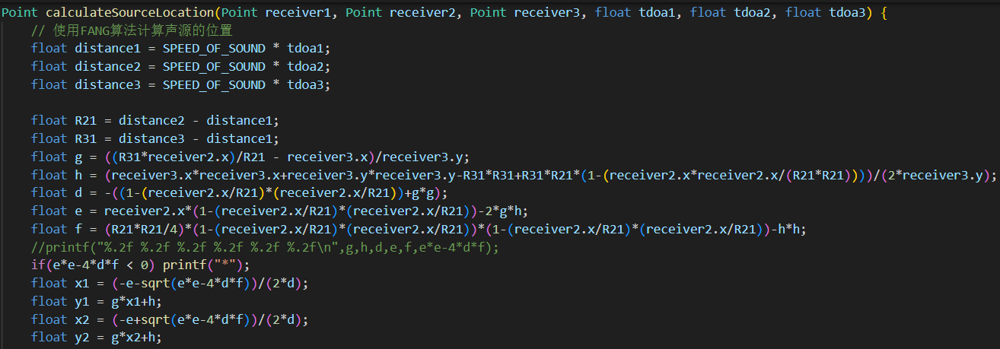 Point calculateSourceLocation(Point receiver1, Point receiver2, Point receiver3, float tdoa1, float tdoa2, float tdoa3) {
// 使用FANG算法计算声源的位置
float distance1 = SPEED_OF_SOUND * tdoa1;
float distance2 = SPEED_OF_SOUND * tdoa2;
float distance3 = SPEED_OF_SOUND * tdoa3;
float R21 = distance2 - distance1;
float R31 = distance3 - distance1;
float g = ((R31*receiver2.x)/R21 - receiver3.x)/receiver3.y;
float h = (receiver3.x*receiver3.x+receiver3.y*receiver3.y-R31*R31+R31*R21*(1-(receiver2.x*receiver2.x/(R21*R21))))/(2*receiver3.y);
float d = -((1-(receiver2.x/R21)*(receiver2.x/R21))+g*g);
float e = receiver2.x*(1-(receiver2.x/R21)*(receiver2.x/R21))-2*g*h;
float f = (R21*R21/4)*(1-(receiver2.x/R21)*(receiver2.x/R21))*(1-(receiver2.x/R21)*(receiver2.x/R21))-h*h;
//printf("%.2f %.2f %.2f %.2f %.2f %.2f\n",g,h,d,e,f,e*e-4*d*f);
if(e*e-4*d*f < 0) printf("*");
float x1 = (-e-sqrt(e*e-4*d*f))/(2*d);
float y1 = g*x1+h;
float x2 = (-e+sqrt(e*e-4*d*f))/(2*d);
float y2 = g*x2+h;